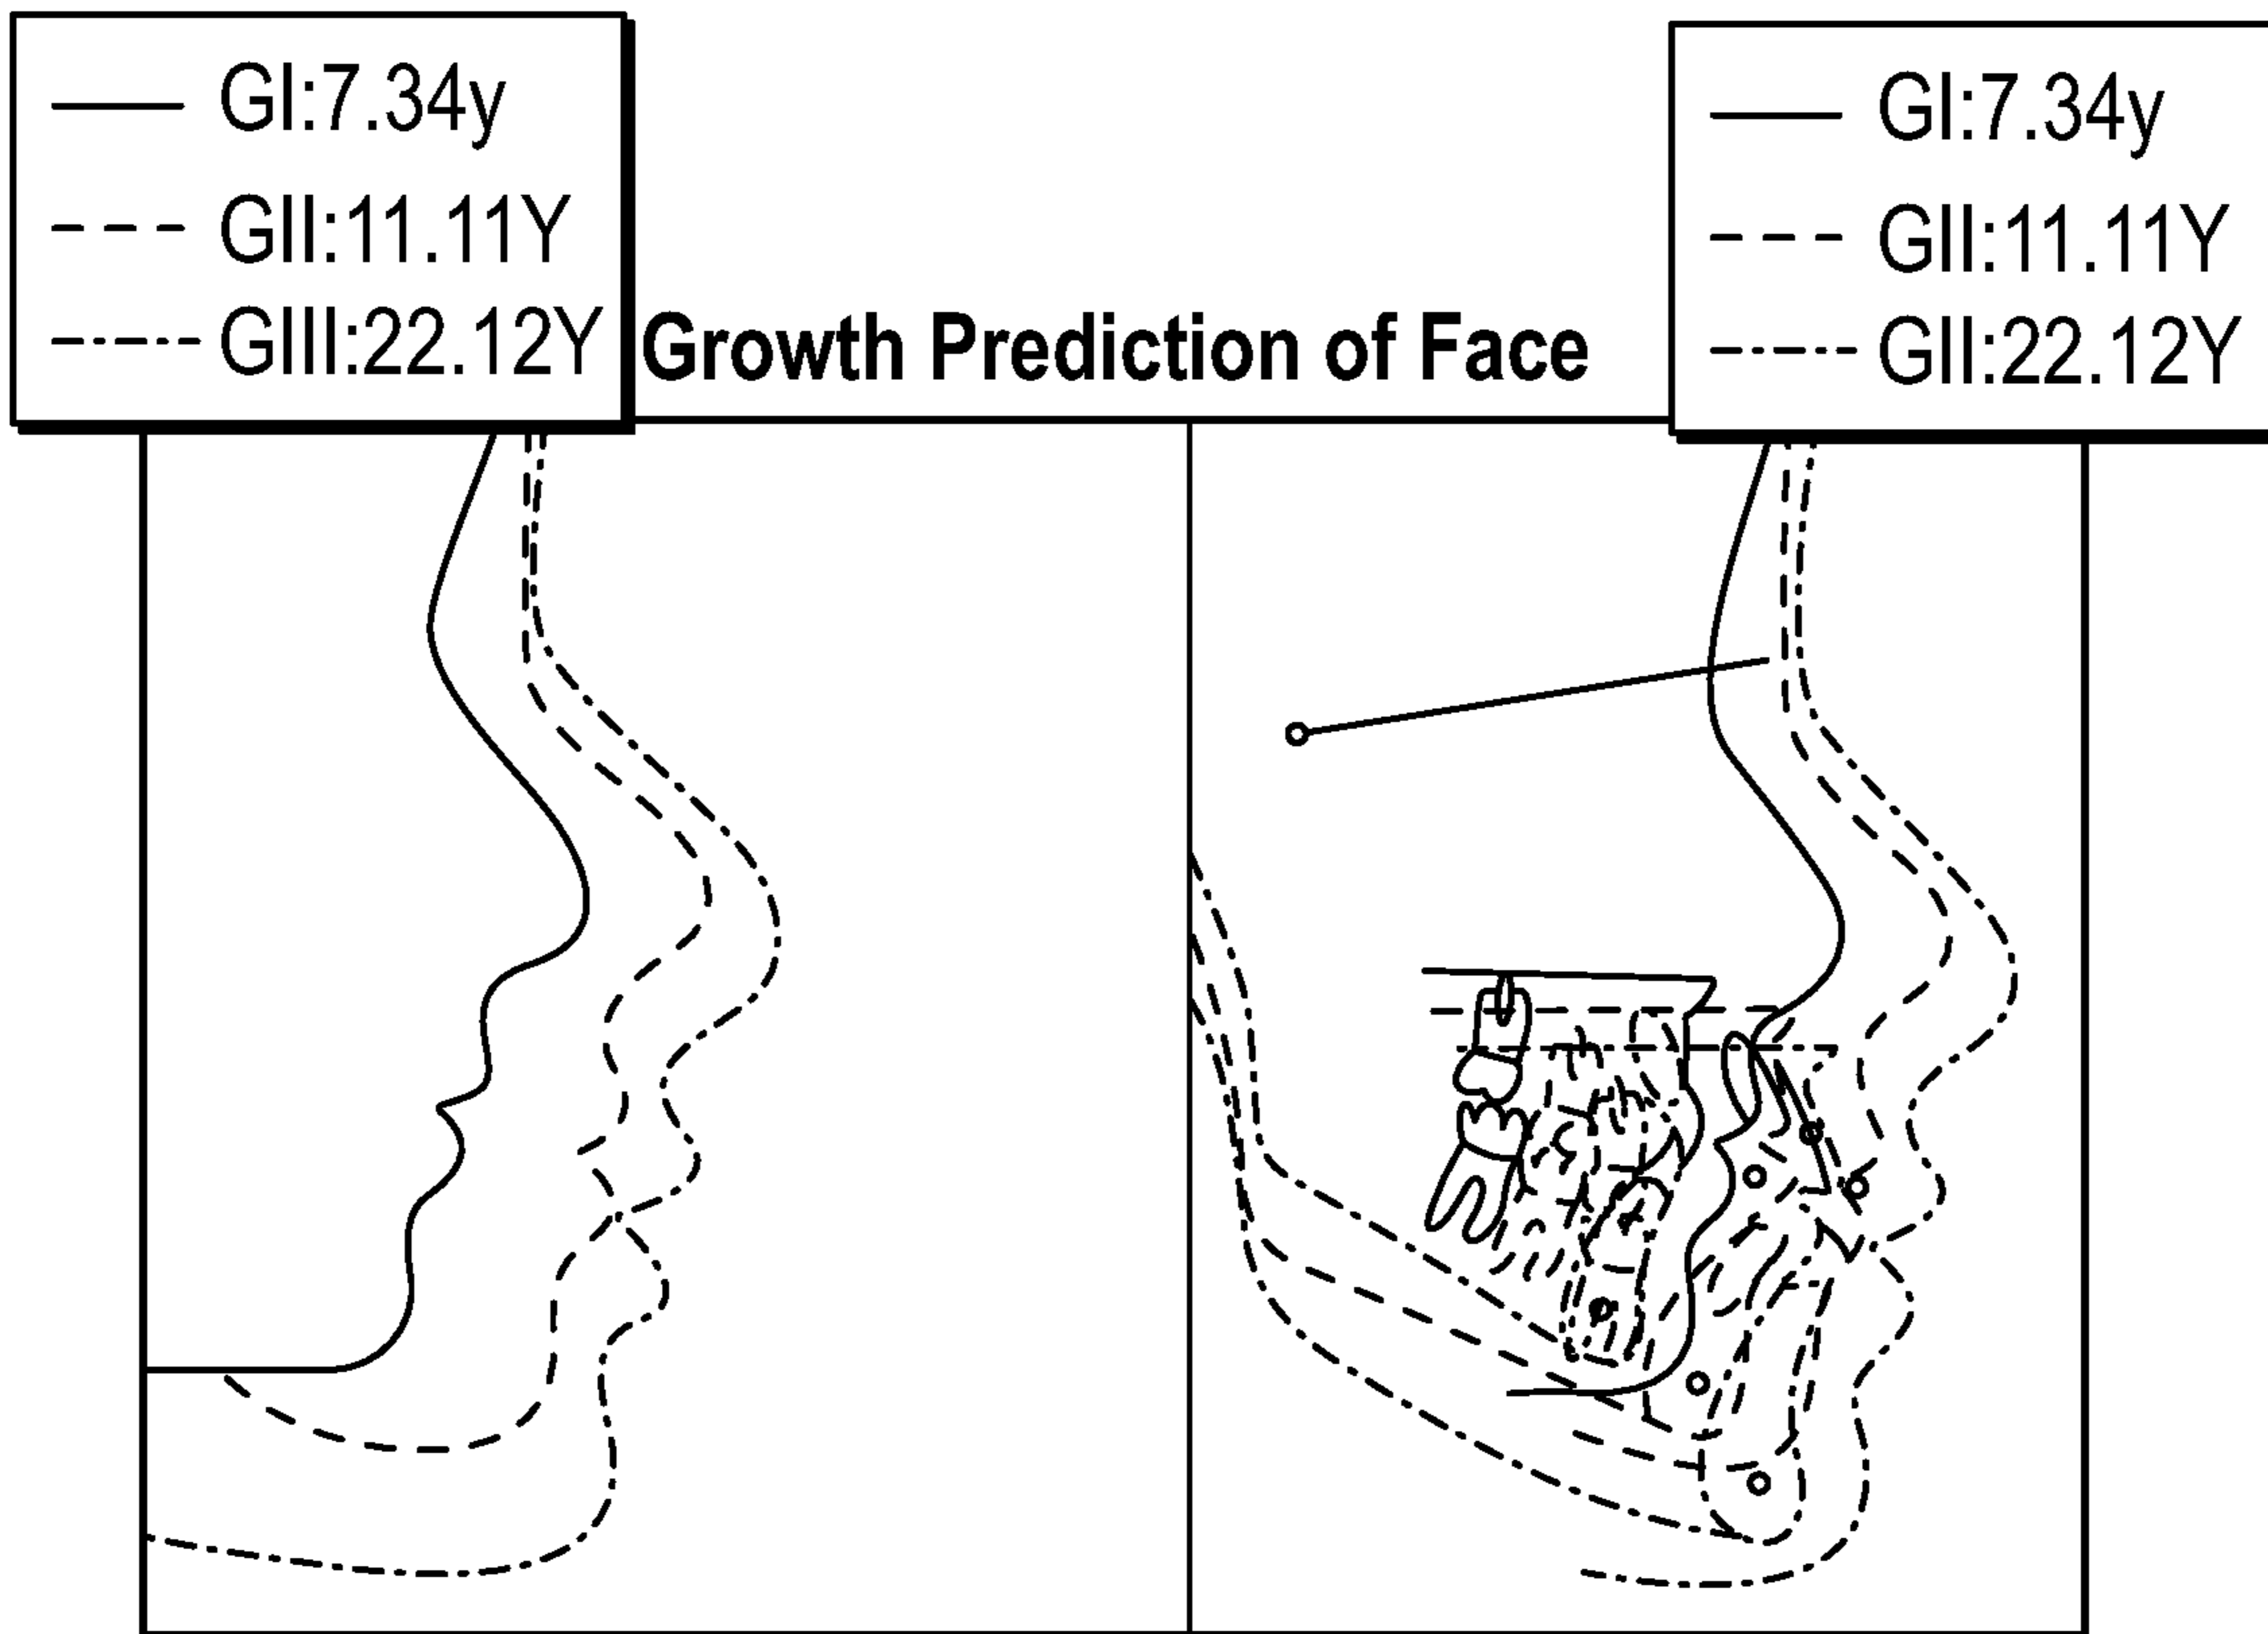 GI:7.34y
GII:11.11Y
GIII:22.12Y
Growth Prediction of Face
GI:7.34y
GII:11.11Y
GII:22.12Y